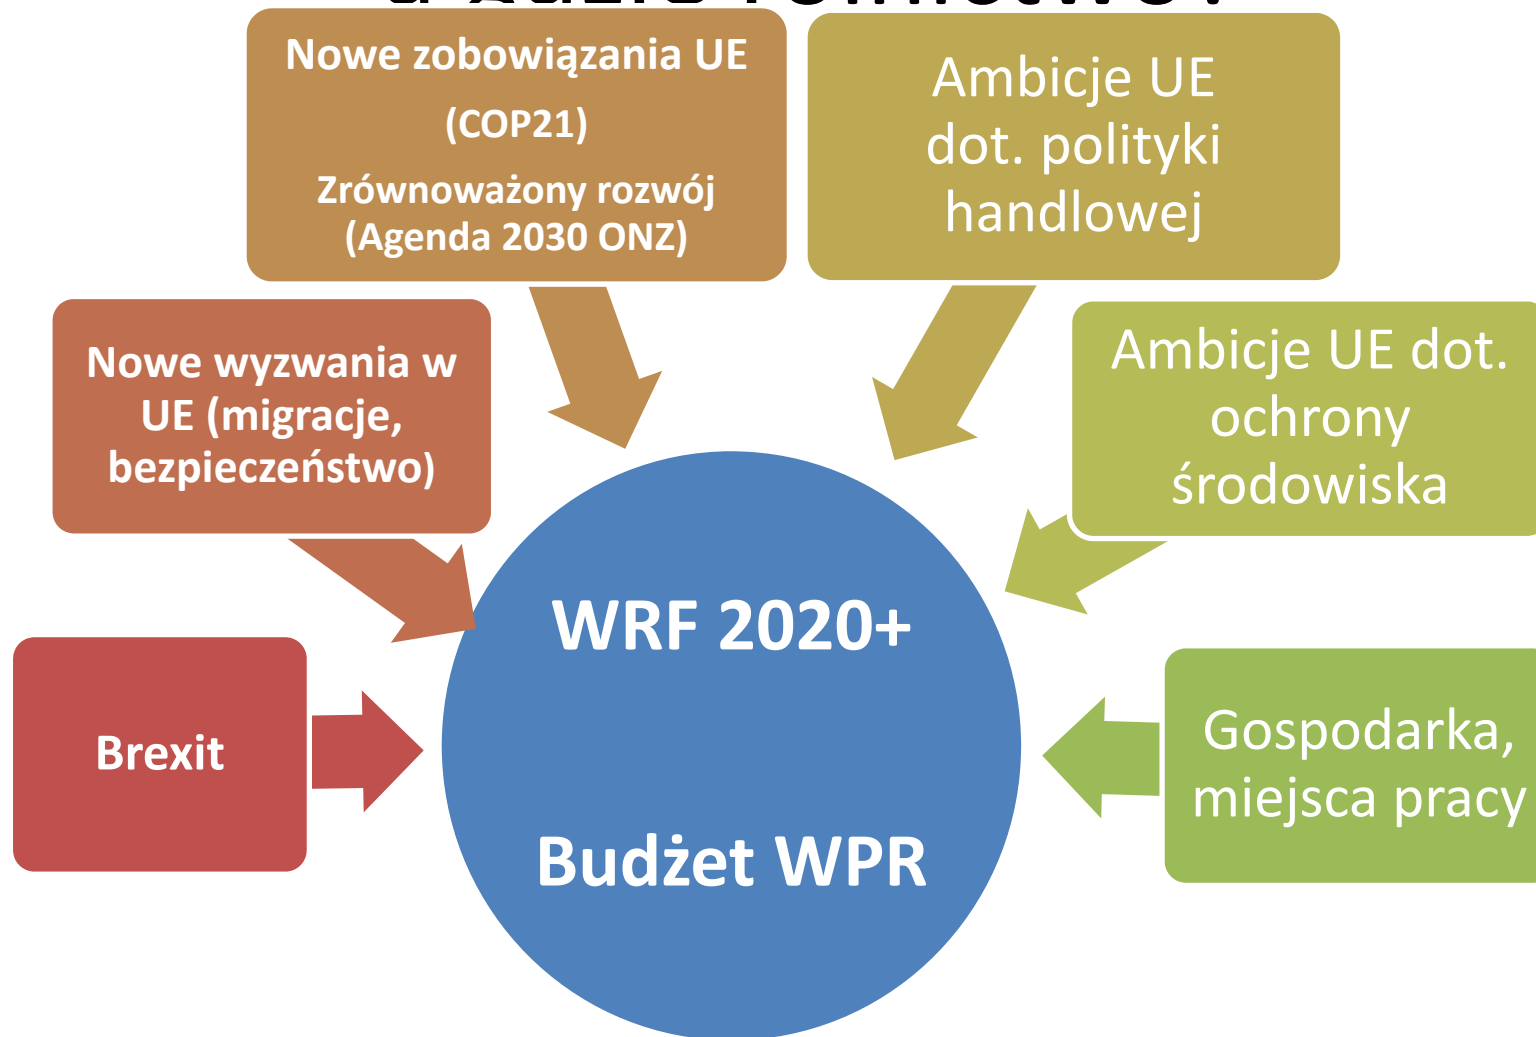 Nowe zobowiązania UE
(COP21)
Zrównoważony rozwój
(Agenda 2030 ONZ)
Ambicje UE
dot. polityki
handlowej
Nowe wyzwania w
UE (migracje,
bezpieczeństwo)
Ambicje UE dot.
ochrony
środowiska
Brexit
WRF 2020+
Budżet WPR
Gospodarka,
miejsca pracy